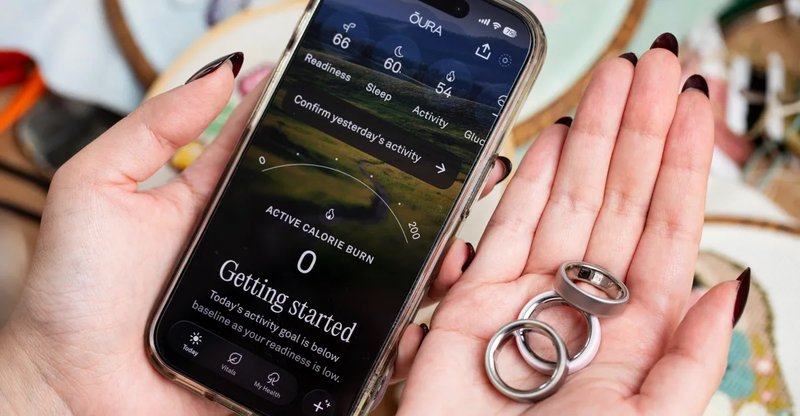 ŌURA
66
60
54
Readiness
Sleep
Activity
Gluc
Confirm yesterday's activity →
0
200
ACTIVE CALORIE BURN
0
Getting started
Today's activity goal is below
baseline as your readiness is low.
Today
Vitals
My Health